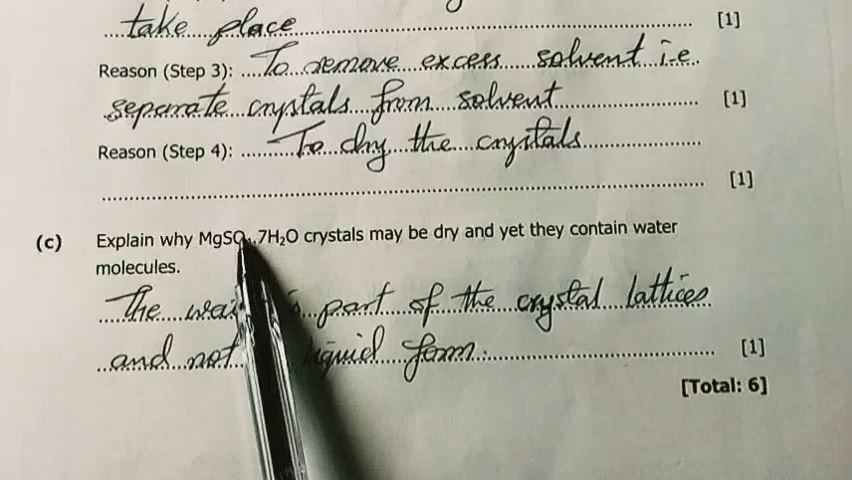 take place [1]
Reason (Step 3): To remove excess solvent i.e
separate crystals from solvent [1]
Reason (Step 4): To dry the crystals
[1]
(c) Explain why MgSO₄.7H₂O crystals may be dry and yet they contain water
molecules.
The part of the crystal lattices
and not liquid form. [1]
[Total: 6]